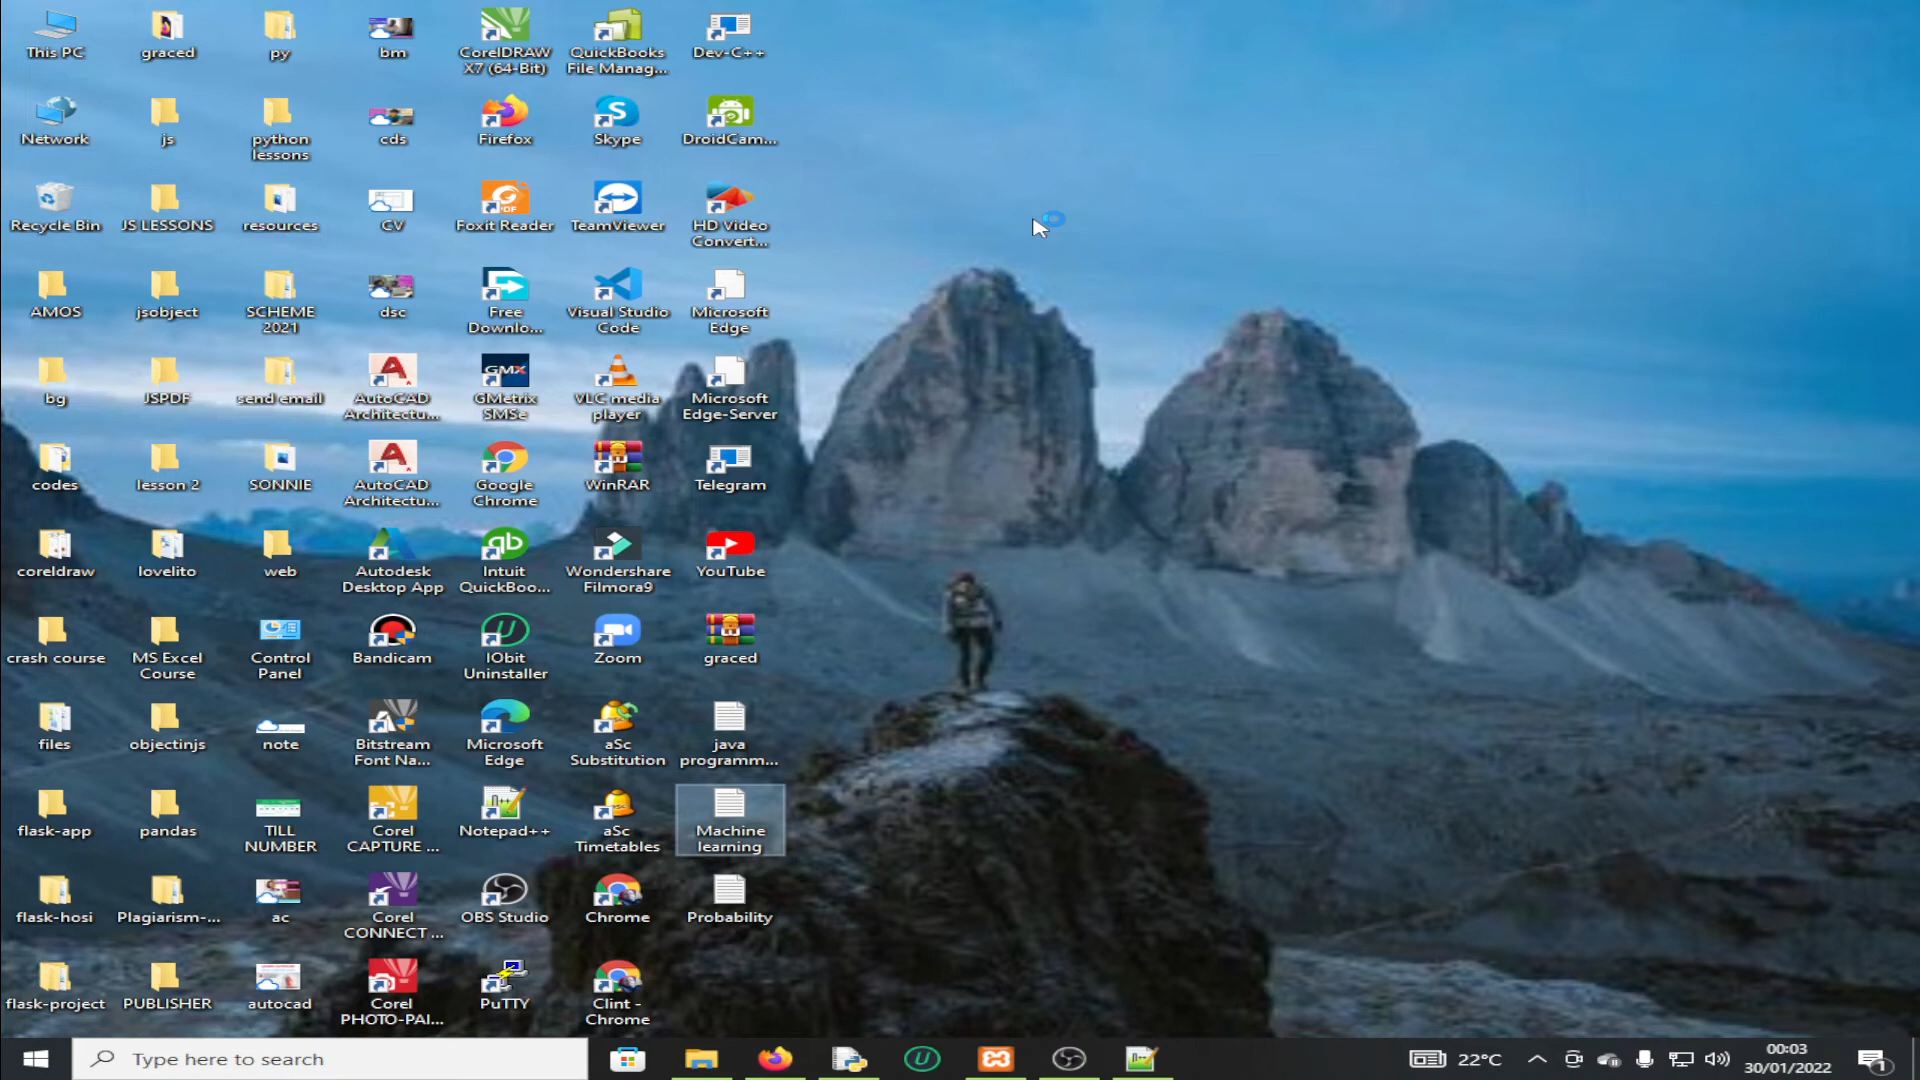 This PC
graced
py
bm
CorelDRAW
X7 (64-Bit)
QuickBooks
File Manag...
Dev-C++
Network
js
python
lessons
cds
Firefox
Skype
DroidCam...
Recycle Bin
JS LESSONS
resources
CV
Foxit Reader
TeamViewer
HD Video
Convert...
AMOS
jsobject
SCHEME
2021
dsc
Free
Downlo...
Visual Studio
Code
Microsoft
Edge
bg
JSPDF
send email
AutoCAD
Architectu...
GMetrix
SMSe
VLC media
player
Microsoft
Edge-Server
codes
lesson 2
SONNIE
AutoCAD
Architectu...
Google
Chrome
WinRAR
Telegram
coreldraw
lovelito
web
Autodesk
Desktop App
Intuit
QuickBoo...
Wondershare
Filmora9
YouTube
crash course
MS Excel
Course
Control
Panel
Bandicam
IObit
Uninstaller
Zoom
graced
files
objectinjs
note
Bitstream
Font Na...
Microsoft
Edge
aSc
Substitution
java
programm...
flask-app
pandas
TILL
NUMBER
Corel
CAPTURE ...
Notepad++
aSc
Timetables
Machine
learning
flask-hosi
Plagiarism-...
ac
Corel
CONNECT ...
OBS Studio
Chrome
Probability
flask-project
PUBLISHER
autocad
Corel
PHOTO-PAI...
PuTTY
Clint -
Chrome
Type here to search
22°C
00:03
30/01/2022
1